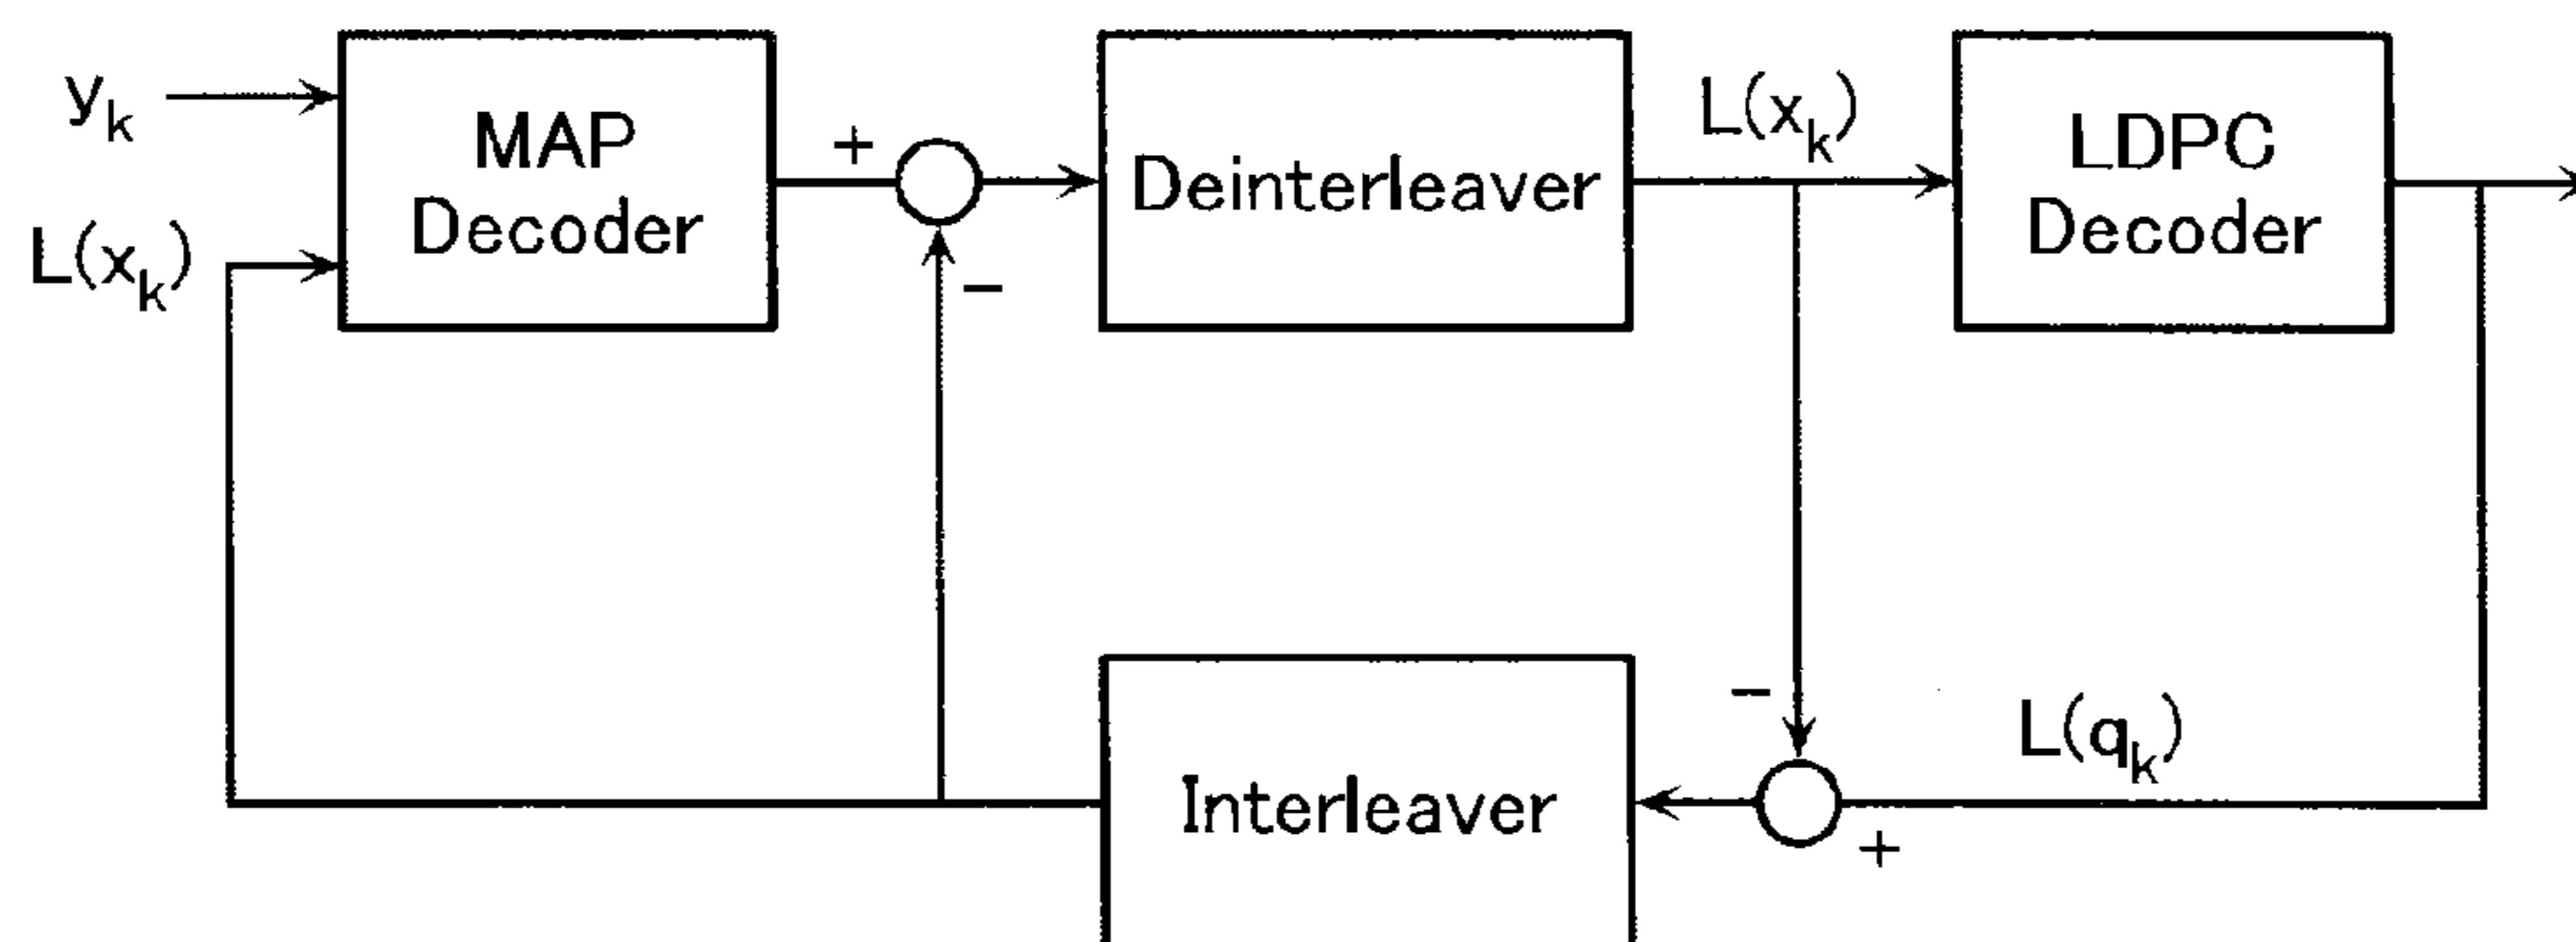 y_k
MAP
Decoder
L(x_k)
+
−
Deinterleaver
L(x_k)
LDPC
Decoder
−
L(q_k)
+
Interleaver